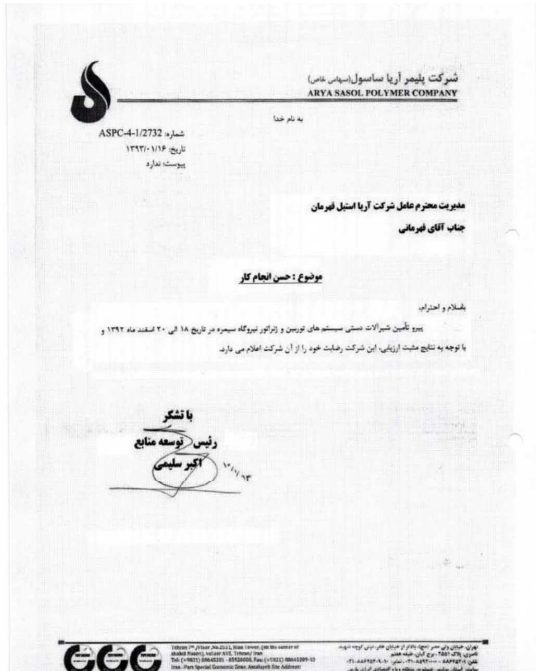 شرکت پلیمر آریا ساسول(سهامی خاص)
ARYA SASOL POLYMER COMPANY
به نام خدا
شماره: ASPC-4-1/2732
تاریخ: ۱۳۹۳/۰۱/۱۶
پیوست: ندارد
مدیریت محترم عامل شرکت آریا استیل قهرمان
جناب آقای قهرمانی
موضوع : حسن انجام کار
باسلام و احترام،
پیرو تأمین شیرآلات دستی سیستم های توربین و ژنراتور نیروگاه سیمره در تاریخ ۱۸ الی ۲۰ اسفند ماه ۱۳۹۲ و
با توجه به نتایج مثبت ارزیابی، این شرکت رضایت خود را از آن شرکت اعلام می دارد.
با تشکر
رئیس توسعه منابع
اکبر سلیمی